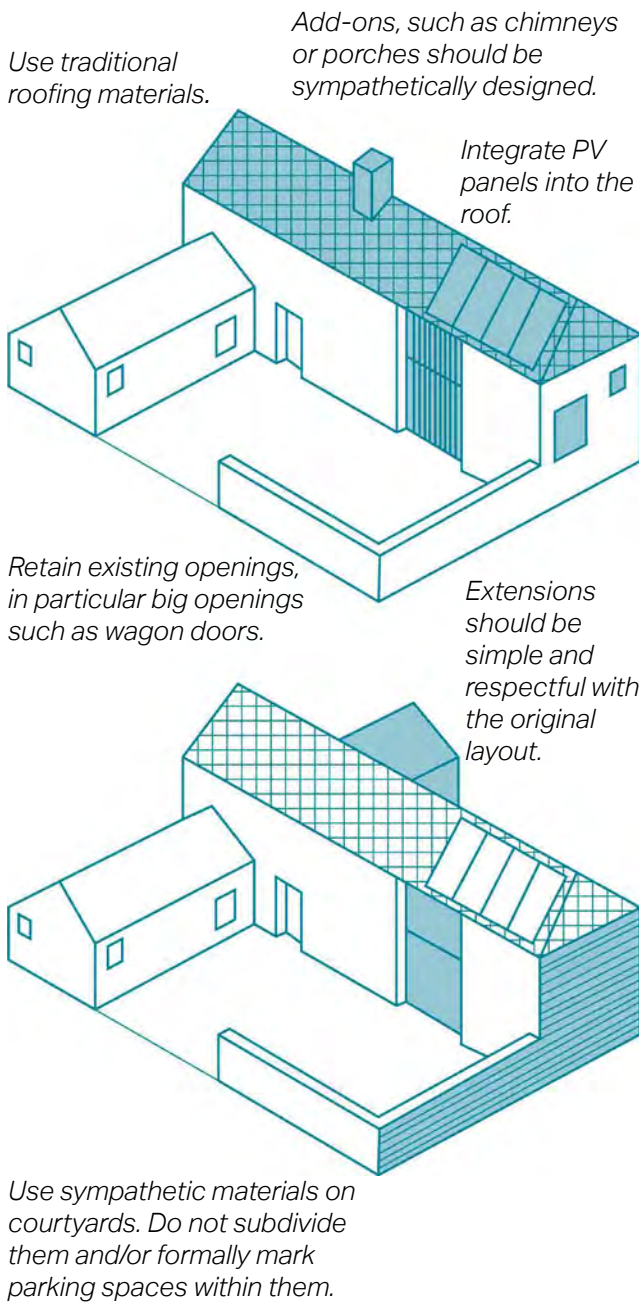 Use traditional
roofing materials.
Add-ons, such as chimneys
or porches should be
sympathetically designed.
Integrate PV
panels into the
roof.
Retain existing openings,
in particular big openings
such as wagon doors.
Extensions
should be
simple and
respectful with
the original
layout.
Use sympathetic materials on
courtyards. Do not subdivide
them and/or formally mark
parking spaces within them.